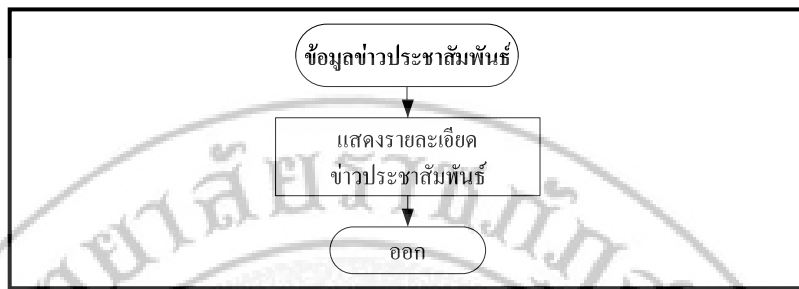 ข้อมูลข่าวประชาสัมพันธ์
แสดงรายละเอียด
ข่าวประชาสัมพันธ์
ออก